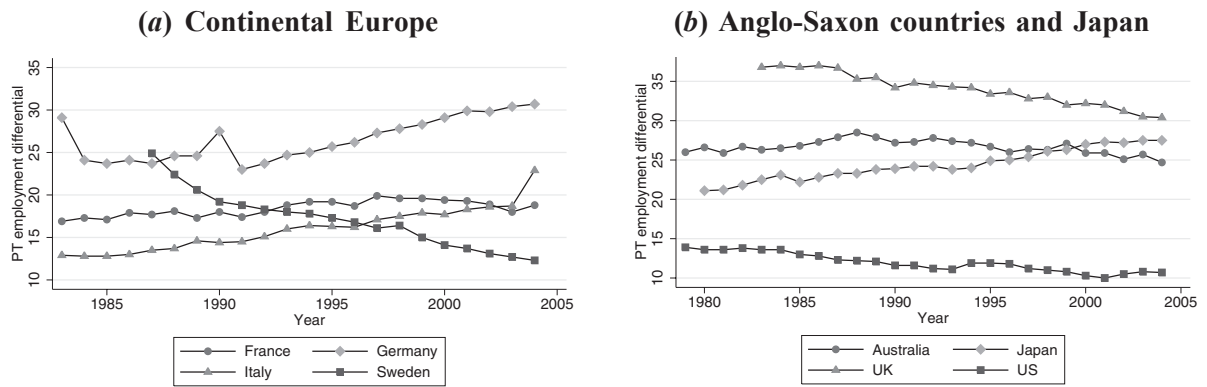 (a) Continental Europe
PT employment differential
35
30
25
20
15
10
1985
1990
1995
2000
2005
Year
France
Germany
Italy
Sweden
(b) Anglo-Saxon countries and Japan
PT employment differential
35
30
25
20
15
10
1980
1985
1990
1995
2000
2005
Year
Australia
Japan
UK
US